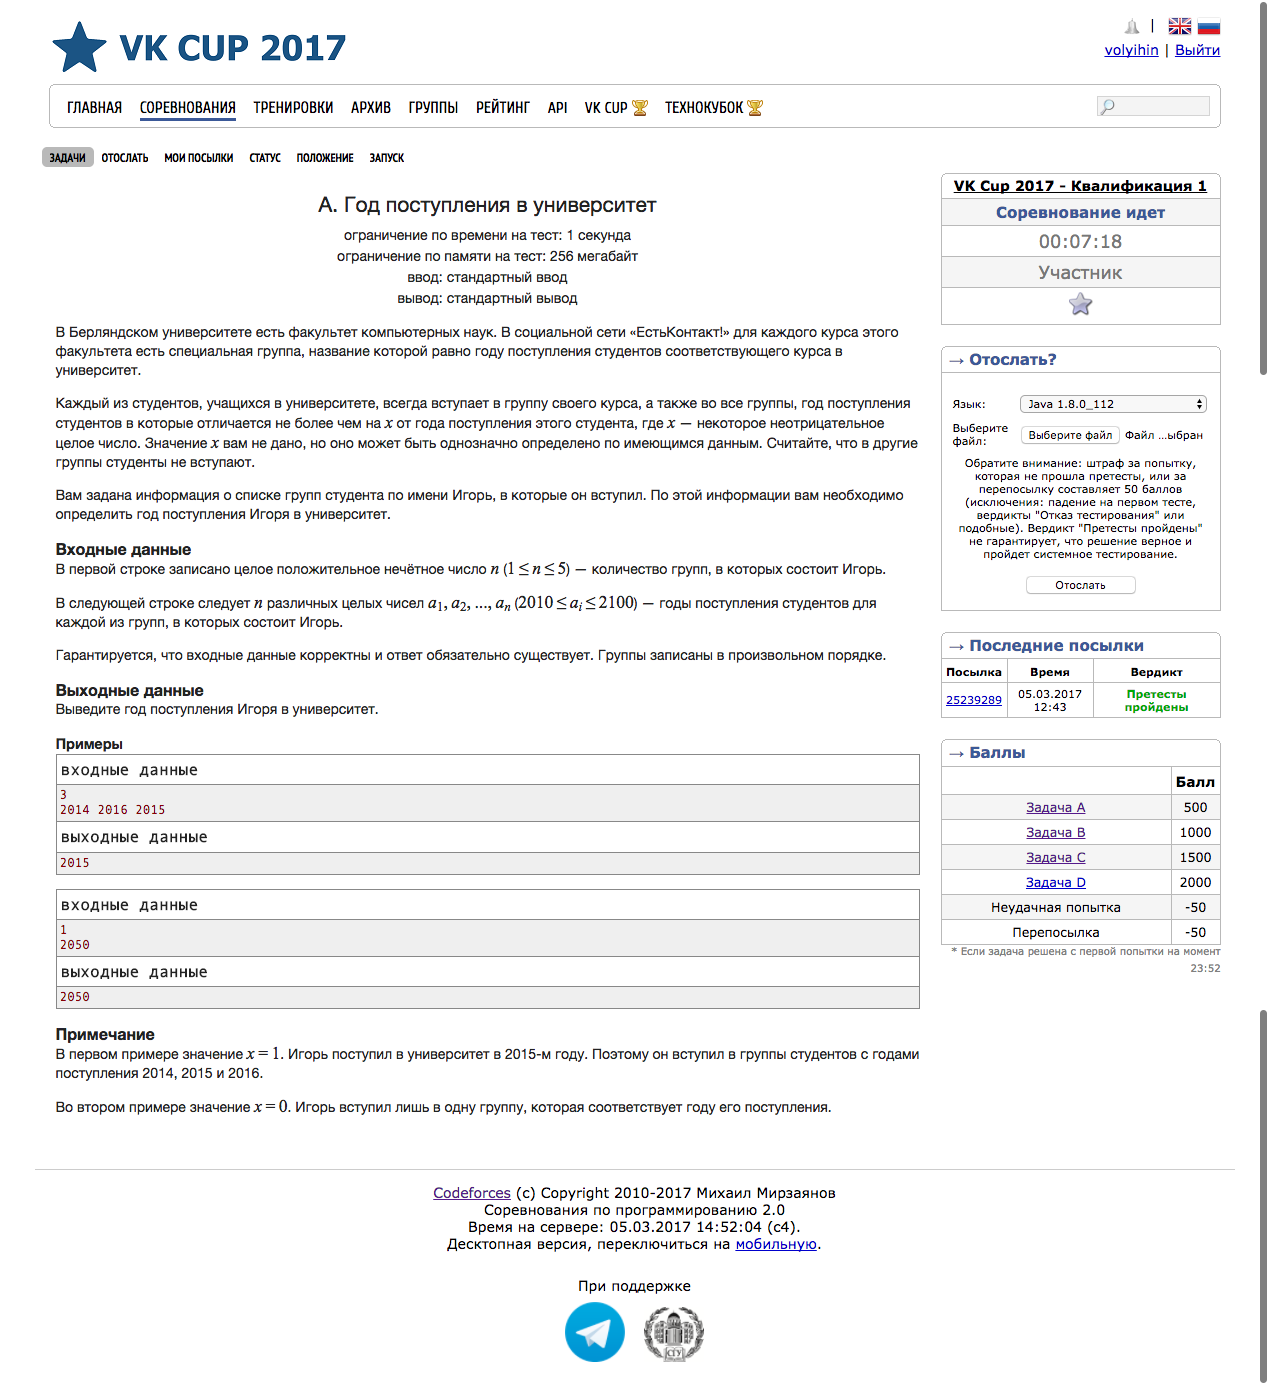 VK CUP 2017
|
volyihin | Выйти
ГЛАВНАЯ СОРЕВНОВАНИЯ ТРЕНИРОВКИ АРХИВ ГРУППЫ РЕЙТИНГ API VK CUP ТЕХНОКУБОК
ЗАДАЧИ ОТОСЛАТЬ МОИ ПОСЫЛКИ СТАТУС ПОЛОЖЕНИЕ ЗАПУСК
A. Год поступления в университет
ограничение по времени на тест: 1 секунда
ограничение по памяти на тест: 256 мегабайт
ввод: стандартный ввод
вывод: стандартный вывод
В Берляндском университете есть факультет компьютерных наук. В социальной сети «ЕстьКонтакт!» для каждого курса этого
факультета есть специальная группа, название которой равно году поступления студентов соответствующего курса в
университет.
Каждый из студентов, учащихся в университете, всегда вступает в группу своего курса, а также во все группы, год поступления
студентов в которые отличается не более чем на x от года поступления этого студента, где x — некоторое неотрицательное
целое число. Значение x вам не дано, но оно может быть однозначно определено по имеющимся данным. Считайте, что в другие
группы студенты не вступают.
Вам задана информация о списке групп студента по имени Игорь, в которые он вступил. По этой информации вам необходимо
определить год поступления Игоря в университет.
Входные данные
В первой строке записано целое положительное нечётное число n (1 ≤ n ≤ 5) — количество групп, в которых состоит Игорь.
В следующей строке следует n различных целых чисел a1, a2, ..., an (2010 ≤ ai ≤ 2100) — годы поступления студентов для
каждой из групп, в которых состоит Игорь.
Гарантируется, что входные данные корректны и ответ обязательно существует. Группы записаны в произвольном порядке.
Выходные данные
Выведите год поступления Игоря в университет.
Примеры
входные данные
3
2014 2016 2015
выходные данные
2015
входные данные
1
2050
выходные данные
2050
Примечание
В первом примере значение x = 1. Игорь поступил в университет в 2015-м году. Поэтому он вступил в группы студентов с годами
поступления 2014, 2015 и 2016.
Во втором примере значение x = 0. Игорь вступил лишь в одну группу, которая соответствует году его поступления.
VK Cup 2017 - Квалификация 1
Соревнование идет
00:07:18
Участник
→ Отослать?
Язык: Java 1.8.0_112
Выберите
файл: Выберите файл Файл ...ыбран
Обратите внимание: штраф за попытку,
которая не прошла претесты, или за
перепосылку составляет 50 баллов
(исключения: падение на первом тесте,
вердикты "Отказ тестирования" или
подобные). Вердикт "Претесты пройдены"
не гарантирует, что решение верное и
пройдет системное тестирование.
Отослать
→ Последние посылки
Посылка Время Вердикт
25239289 05.03.2017 12:43 Претесты пройдены
→ Баллы
Балл
Задача A 500
Задача B 1000
Задача C 1500
Задача D 2000
Неудачная попытка -50
Перепосылка -50
* Если задача решена с первой попытки на момент
23:52
Codeforces (c) Copyright 2010-2017 Михаил Мирзаянов
Соревнования по программированию 2.0
Время на сервере: 05.03.2017 14:52:04 (c4).
Десктопная версия, переключиться на мобильную.
При поддержке
СГУ